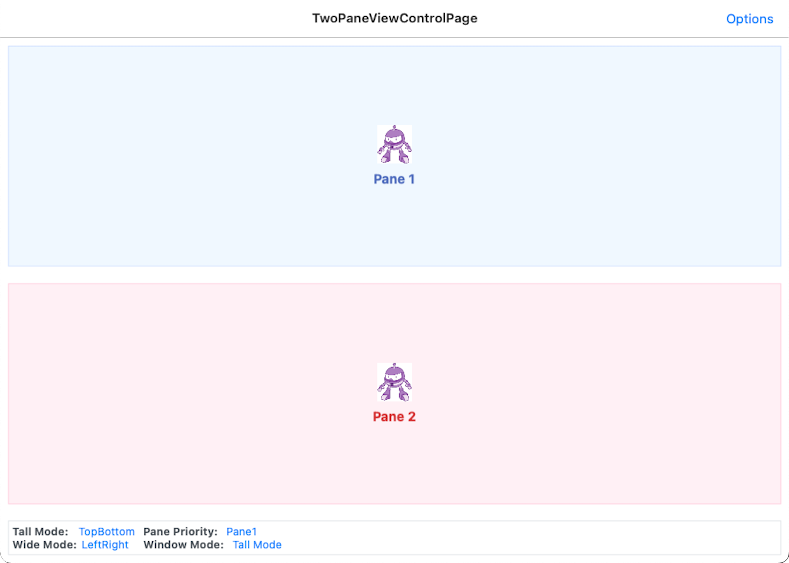 TwoPaneViewControlPage
Options
Pane 1
Pane 2
Tall Mode: TopBottom Pane Priority: Pane1
Wide Mode: LeftRight Window Mode: Tall Mode